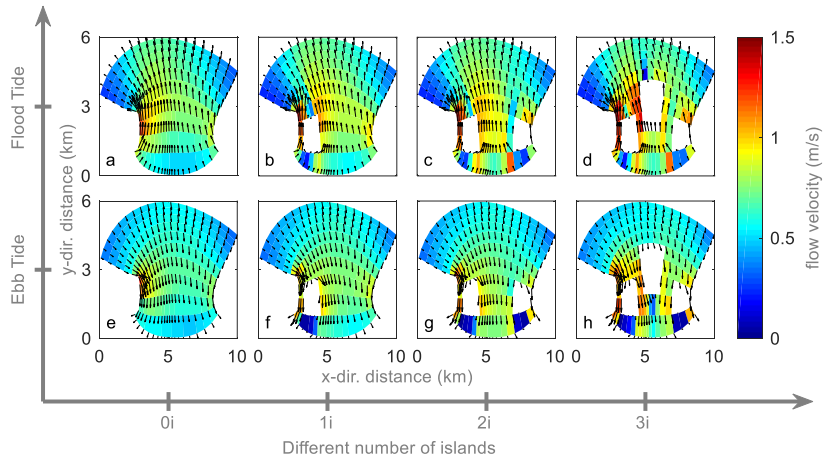 Flood Tide
Ebb Tide
y-dir. distance (km)
6
3
0
a
b
c
d
6
3
0
e
f
g
h
0 5 10
0 5 10
0 5 10
0 5 10
x-dir. distance (km)
0i 1i 2i 3i
Different number of islands
1.5
1
0.5
0
flow velocity (m/s)